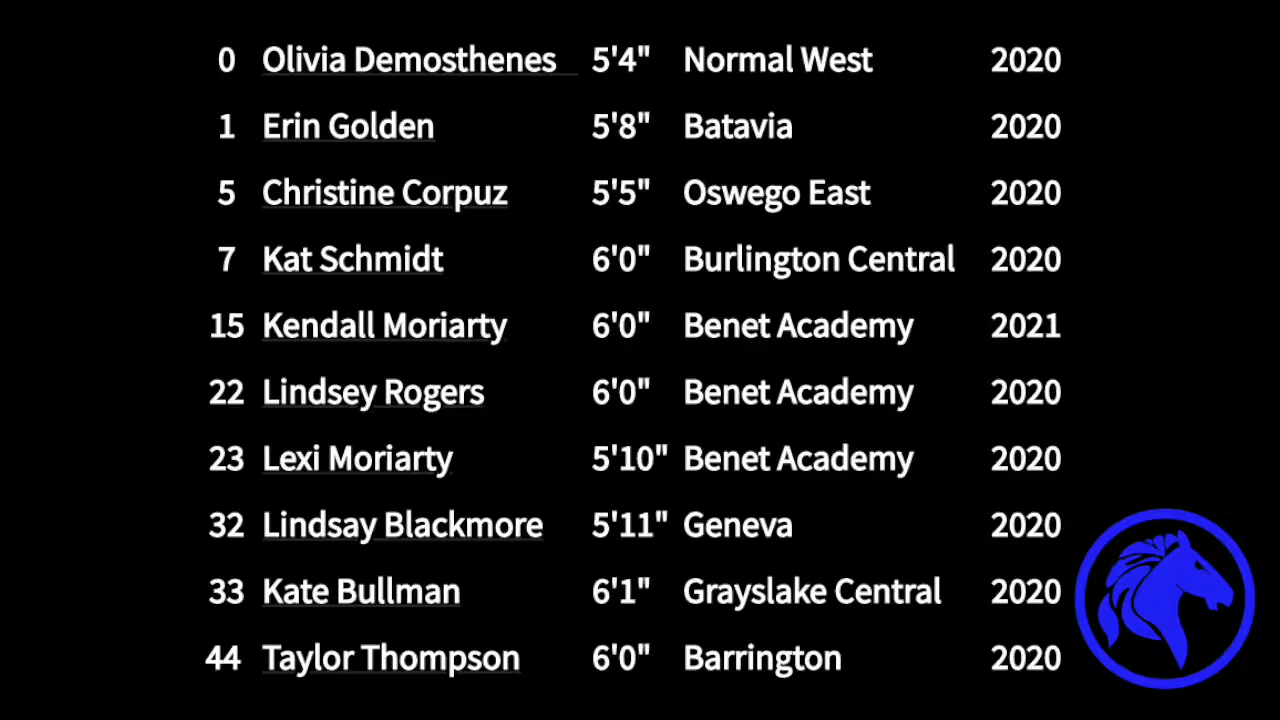 0 Olivia Demosthenes 5'4" Normal West 2020
1 Erin Golden 5'8" Batavia 2020
5 Christine Corpuz 5'5" Oswego East 2020
7 Kat Schmidt 6'0" Burlington Central 2020
15 Kendall Moriarty 6'0" Benet Academy 2021
22 Lindsey Rogers 6'0" Benet Academy 2020
23 Lexi Moriarty 5'10" Benet Academy 2020
32 Lindsay Blackmore 5'11" Geneva 2020
33 Kate Bullman 6'1" Grayslake Central 2020
44 Taylor Thompson 6'0" Barrington 2020